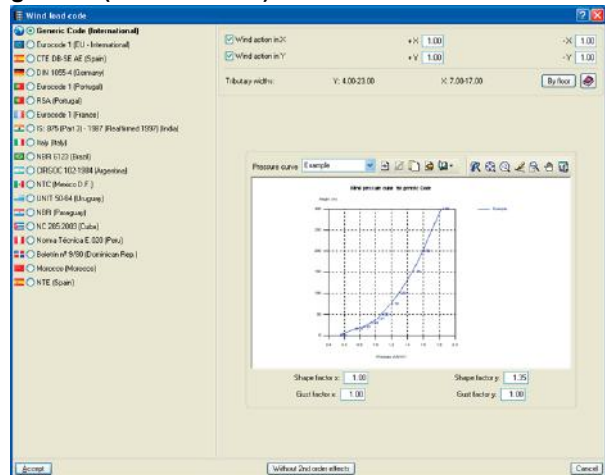 Wind load code
Generic Code (International)
Eurocode 1 (EU - International)
CTE DB-SE AE (Spain)
DIN 1055-4 (Germany)
Eurocode 1 (Portugal)
RSA (Portugal)
Eurocode 1 (France)
IS: 875 (Part 3) - 1987 (Reaffirmed 1997) (India)
Italy (Italy)
NBR 6123 (Brazil)
CIRSOC 102 1984 (Argentina)
NTC (Mexico D.F.)
UNIT 50-84 (Uruguay)
NBR (Paraguay)
NC 285:2003 (Cuba)
Norma Técnica E.020 (Peru)
Boletín nº 9/80 (Dominican Rep.)
Morocco (Morocco)
NTE (Spain)
Wind action in X +X 1.00 -X 1.00
Wind action in Y +Y 1.00 -Y 1.00
Tributary widths: Y: 4.00-23.00 X: 7.00-17.00 By floor
Pressure curve Example
Shape factor x: 1.00 Shape factor y: 1.35
Gust factor x: 1.00 Gust factor y: 1.00
Accept Without 2nd order effects Cancel